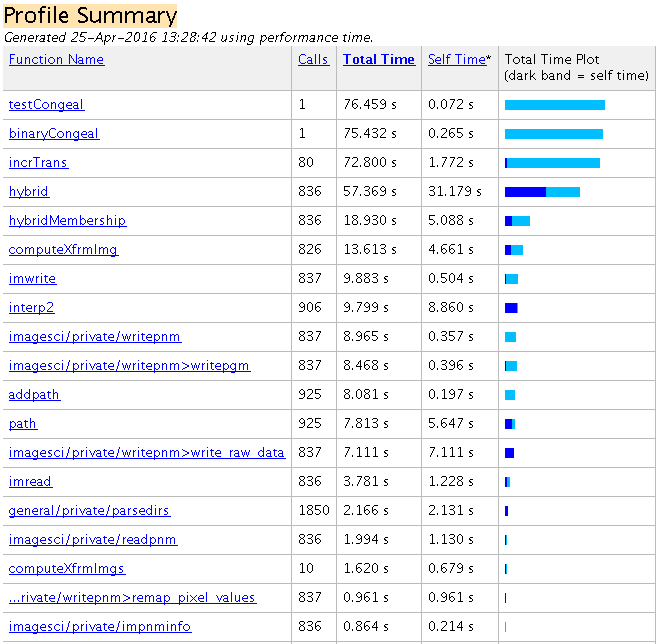 Profile Summary
Generated 25-Apr-2016 13:28:42 using performance time.
Function Name Calls Total Time Self Time* Total Time Plot
(dark band = self time)
testCongeal 1 76.459 s 0.072 s
binaryCongeal 1 75.432 s 0.265 s
incrTrans 80 72.800 s 1.772 s
hybrid 836 57.369 s 31.179 s
hybridMembership 836 18.930 s 5.088 s
computeXfrmImg 826 13.613 s 4.661 s
imwrite 837 9.883 s 0.504 s
interp2 906 9.799 s 8.860 s
imagesci/private/writepnm 837 8.965 s 0.357 s
imagesci/private/writepnm>writepgm 837 8.468 s 0.396 s
addpath 925 8.081 s 0.197 s
path 925 7.813 s 5.647 s
imagesci/private/writepnm>write_raw_data 837 7.111 s 7.111 s
imread 836 3.781 s 1.228 s
general/private/parsedirs 1850 2.166 s 2.131 s
imagesci/private/readpnm 836 1.994 s 1.130 s
computeXfrmImgs 10 1.620 s 0.679 s
...rivate/writepnm>remap_pixel_values 837 0.961 s 0.961 s
imagesci/private/impnminfo 836 0.864 s 0.214 s